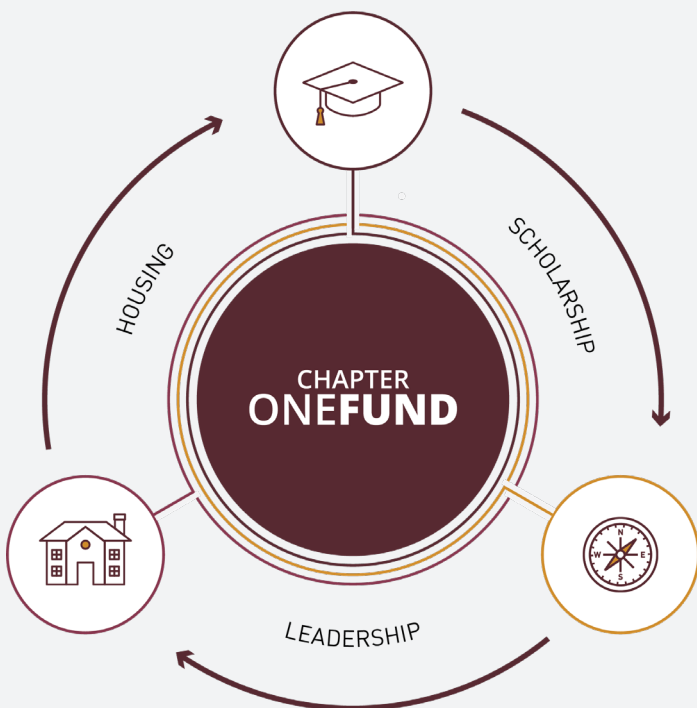 HOUSING
SCHOLARSHIP
CHAPTER
ONEFUND
N
W E
S
LEADERSHIP